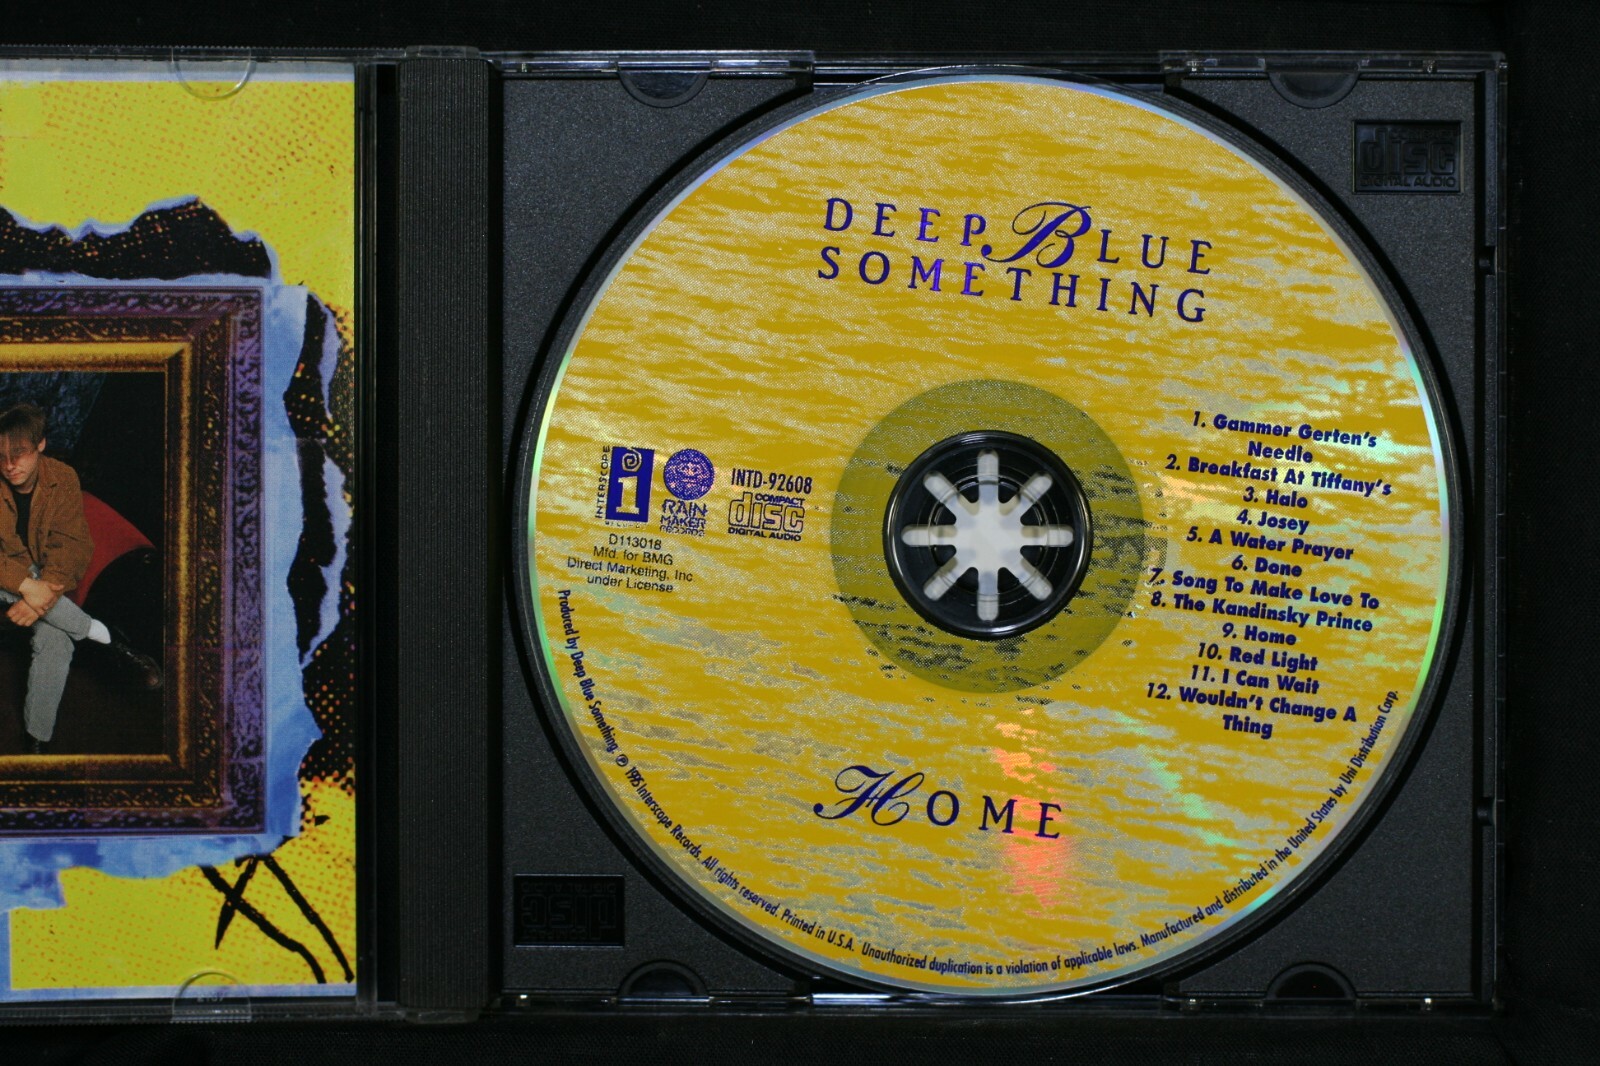 DEEP BLUE
SOMETHING
1. Gammer Gerten's
Needle
2. Breakfast At Tiffany's
3. Halo
4. Josey
5. A Water Prayer
6. Done
7. Song To Make Love To
8. The Kandinsky Prince
9. Home
10. Red Light
11. I Can Wait
12. Wouldn't Change A
Thing
INTERSCOPE
RAIN
MAKER
RECORDS
INTD-92608
COMPACT
disc
DIGITAL AUDIO
D113018
Mfd. for BMG
Direct Marketing, Inc
under License
HOME
Produced by Deep Blue Something. ℗ 1995 Interscope Records. All rights reserved. Printed in U.S.A. Unauthorized duplication is a violation of applicable laws. Manufactured and distributed in the United States by Uni Distribution Corp.
disc
DIGITAL AUDIO